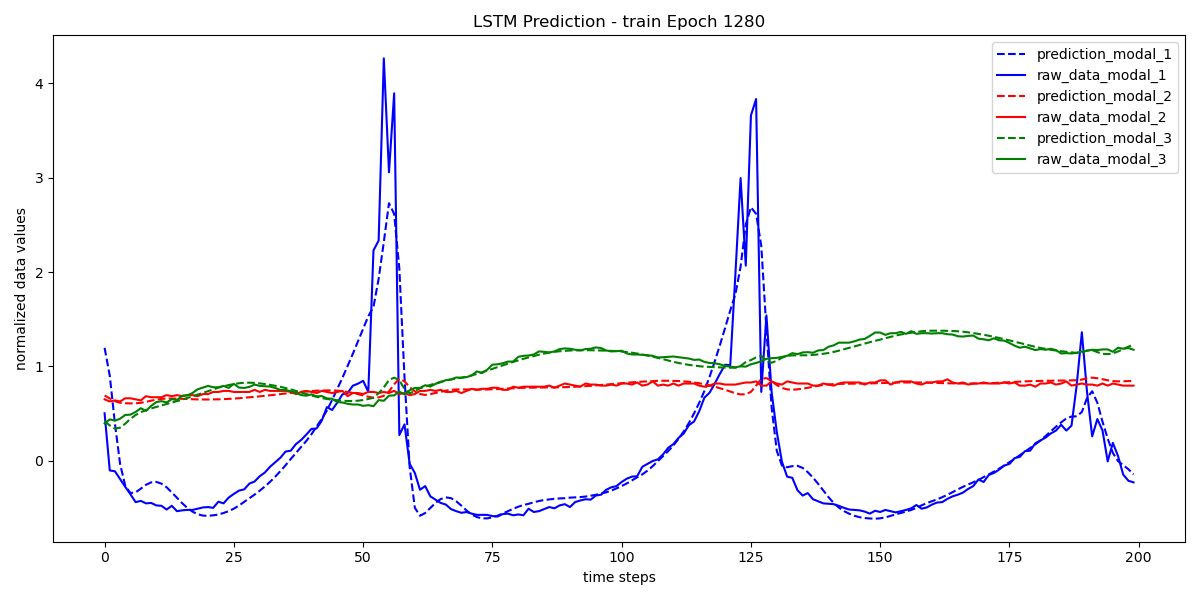 LSTM Prediction - train Epoch 1280
prediction_modal_1
raw_data_modal_1
prediction_modal_2
raw_data_modal_2
prediction_modal_3
raw_data_modal_3
normalized data values
4
3
2
1
0
0
25
50
75
100
125
150
175
200
time steps